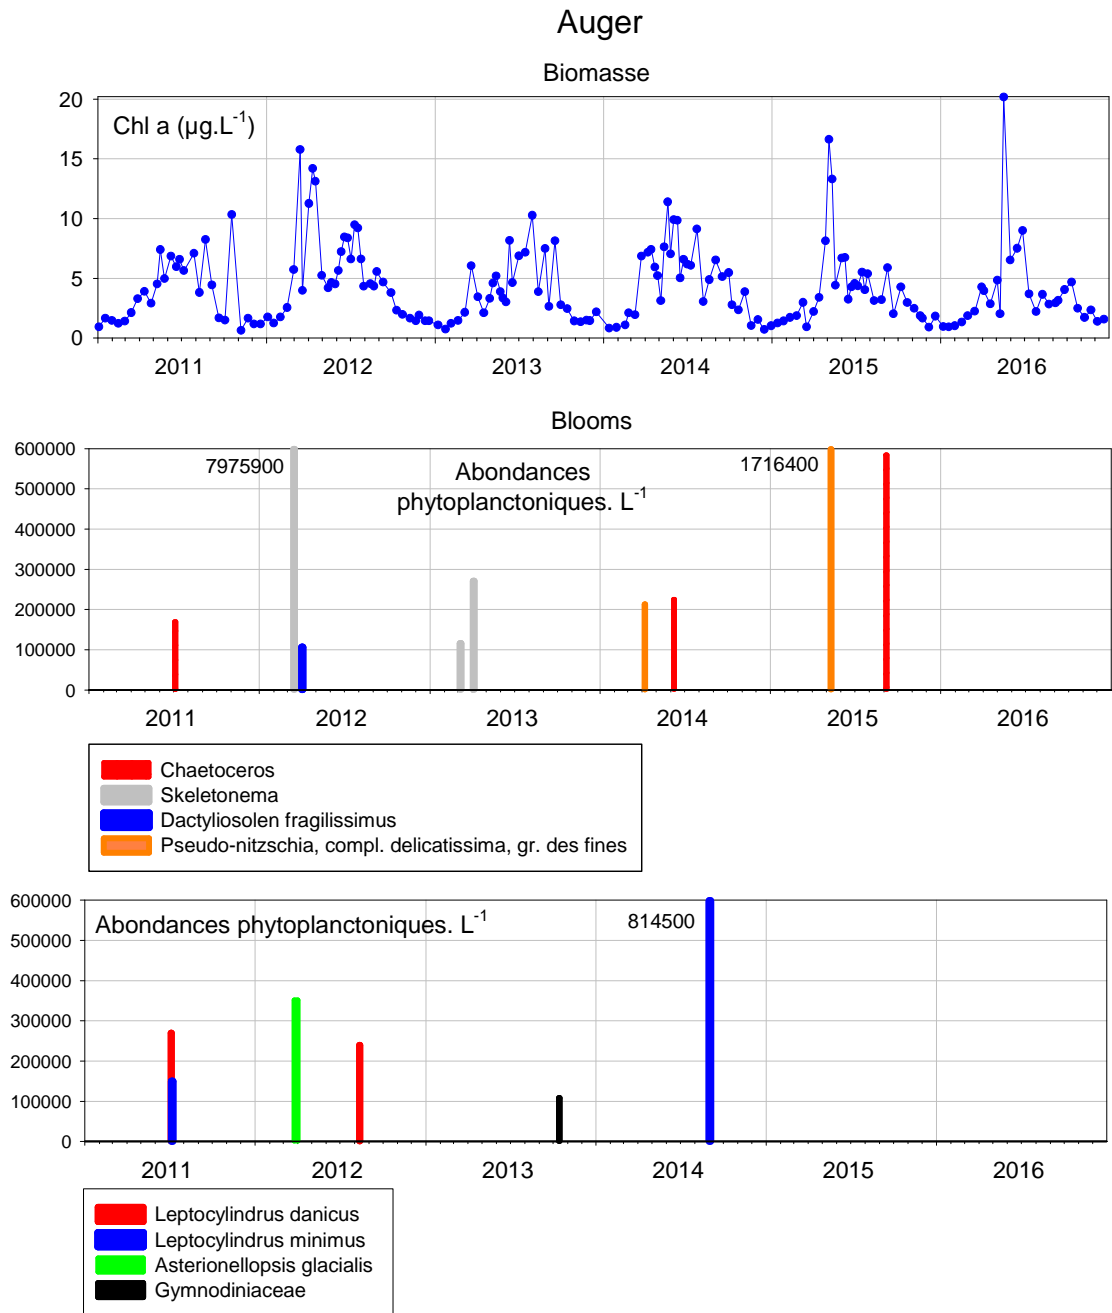 Auger
Biomasse
Chl a (µg.L⁻¹)
20
15
10
5
0
2011 2012 2013 2014 2015 2016
Blooms
Abondances
phytoplanctoniques. L⁻¹
7975900
1716400
600000
500000
400000
300000
200000
100000
0
2011 2012 2013 2014 2015 2016
Chaetoceros
Skeletonema
Dactyliosolen fragilissimus
Pseudo-nitzschia, compl. delicatissima, gr. des fines
Abondances phytoplanctoniques. L⁻¹
814500
600000
500000
400000
300000
200000
100000
0
2011 2012 2013 2014 2015 2016
Leptocylindrus danicus
Leptocylindrus minimus
Asterionellopsis glacialis
Gymnodiniaceae